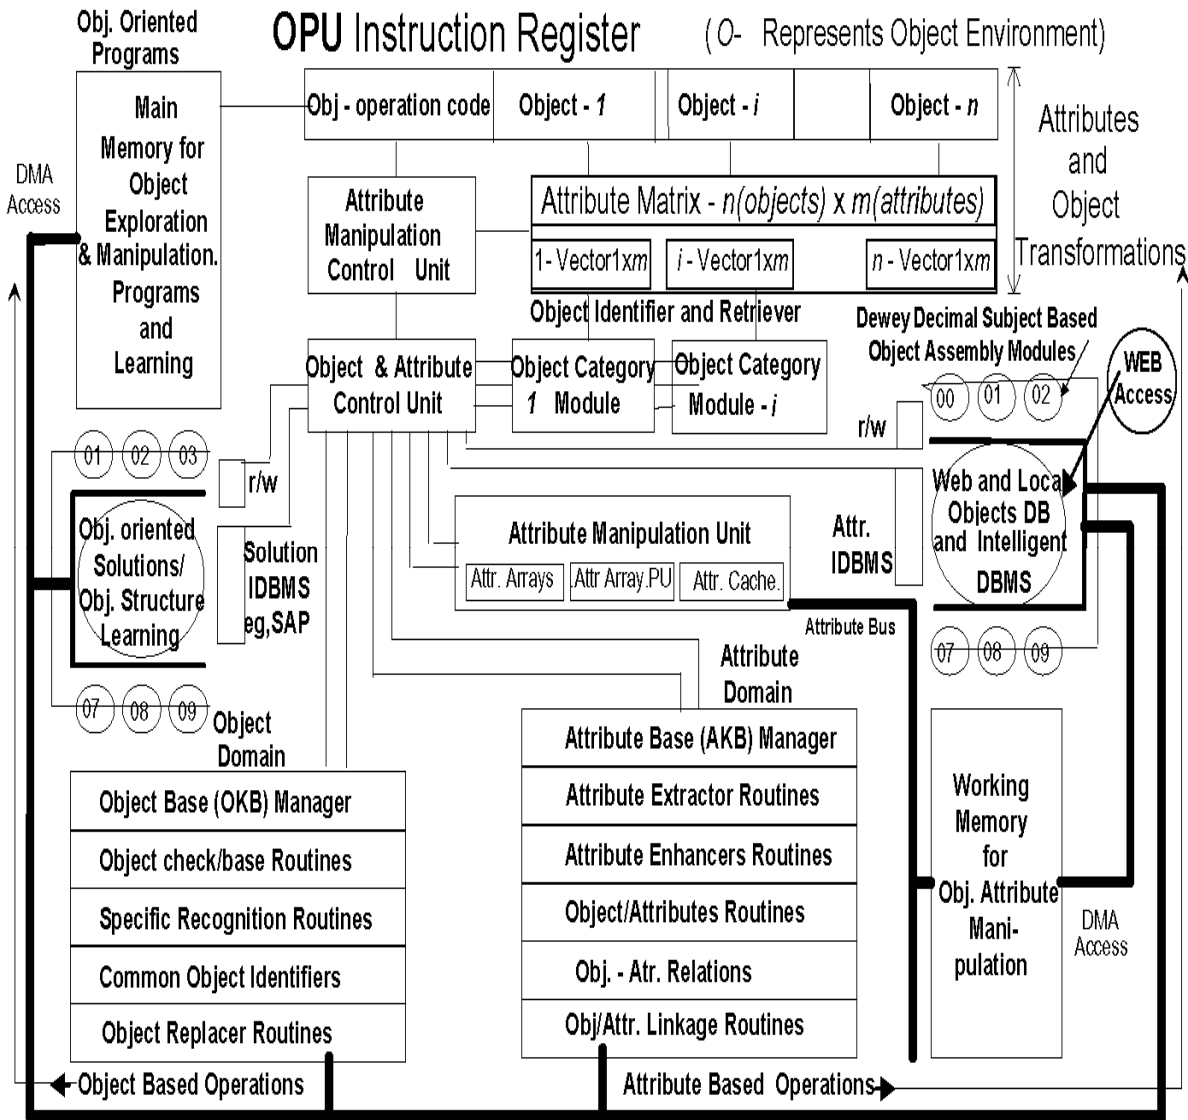 Obj. Oriented
Programs
OPU Instruction Register
( O- Represents Object Environment)
Main
Memory for
Object
Exploration
& Manipulation.
Programs
and
Learning
DMA
Access
Obj - operation code
Object - 1
Object - i
Object - n
Attributes
and
Object
Transformations
Attribute
Manipulation
Control Unit
Attribute Matrix - n(objects) x m(attributes)
1- Vector1xm
i - Vector1xm
n - Vector1xm
Object Identifier and Retriever
Dewey Decimal Subject Based
Object Assembly Modules
WEB
Access
Object & Attribute
Control Unit
Object Category
1 Module
Object Category
Module - i
00
01
02
r/w
01
02
03
r/w
Obj. oriented
Solutions/
Obj. Structure
Learning
Solution
IDBMS
eg,SAP
Attribute Manipulation Unit
Attr. Arrays
.Attr Array.PU
Attr. Cache.
Attr.
IDBMS
Web and Local
Objects DB
and Intelligent
DBMS
Attribute Bus
07
08
09
07
08
09
Object
Domain
Attribute
Domain
Object Base (OKB) Manager
Object check/base Routines
Specific Recognition Routines
Common Object Identifiers
Object Replacer Routines
Attribute Base (AKB) Manager
Attribute Extractor Routines
Attribute Enhancers Routines
Object/Attributes Routines
Obj. - Atr. Relations
Obj/Attr. Linkage Routines
Working
Memory
for
Obj. Attribute
Mani-
pulation
DMA
Access
Object Based Operations
Attribute Based Operations